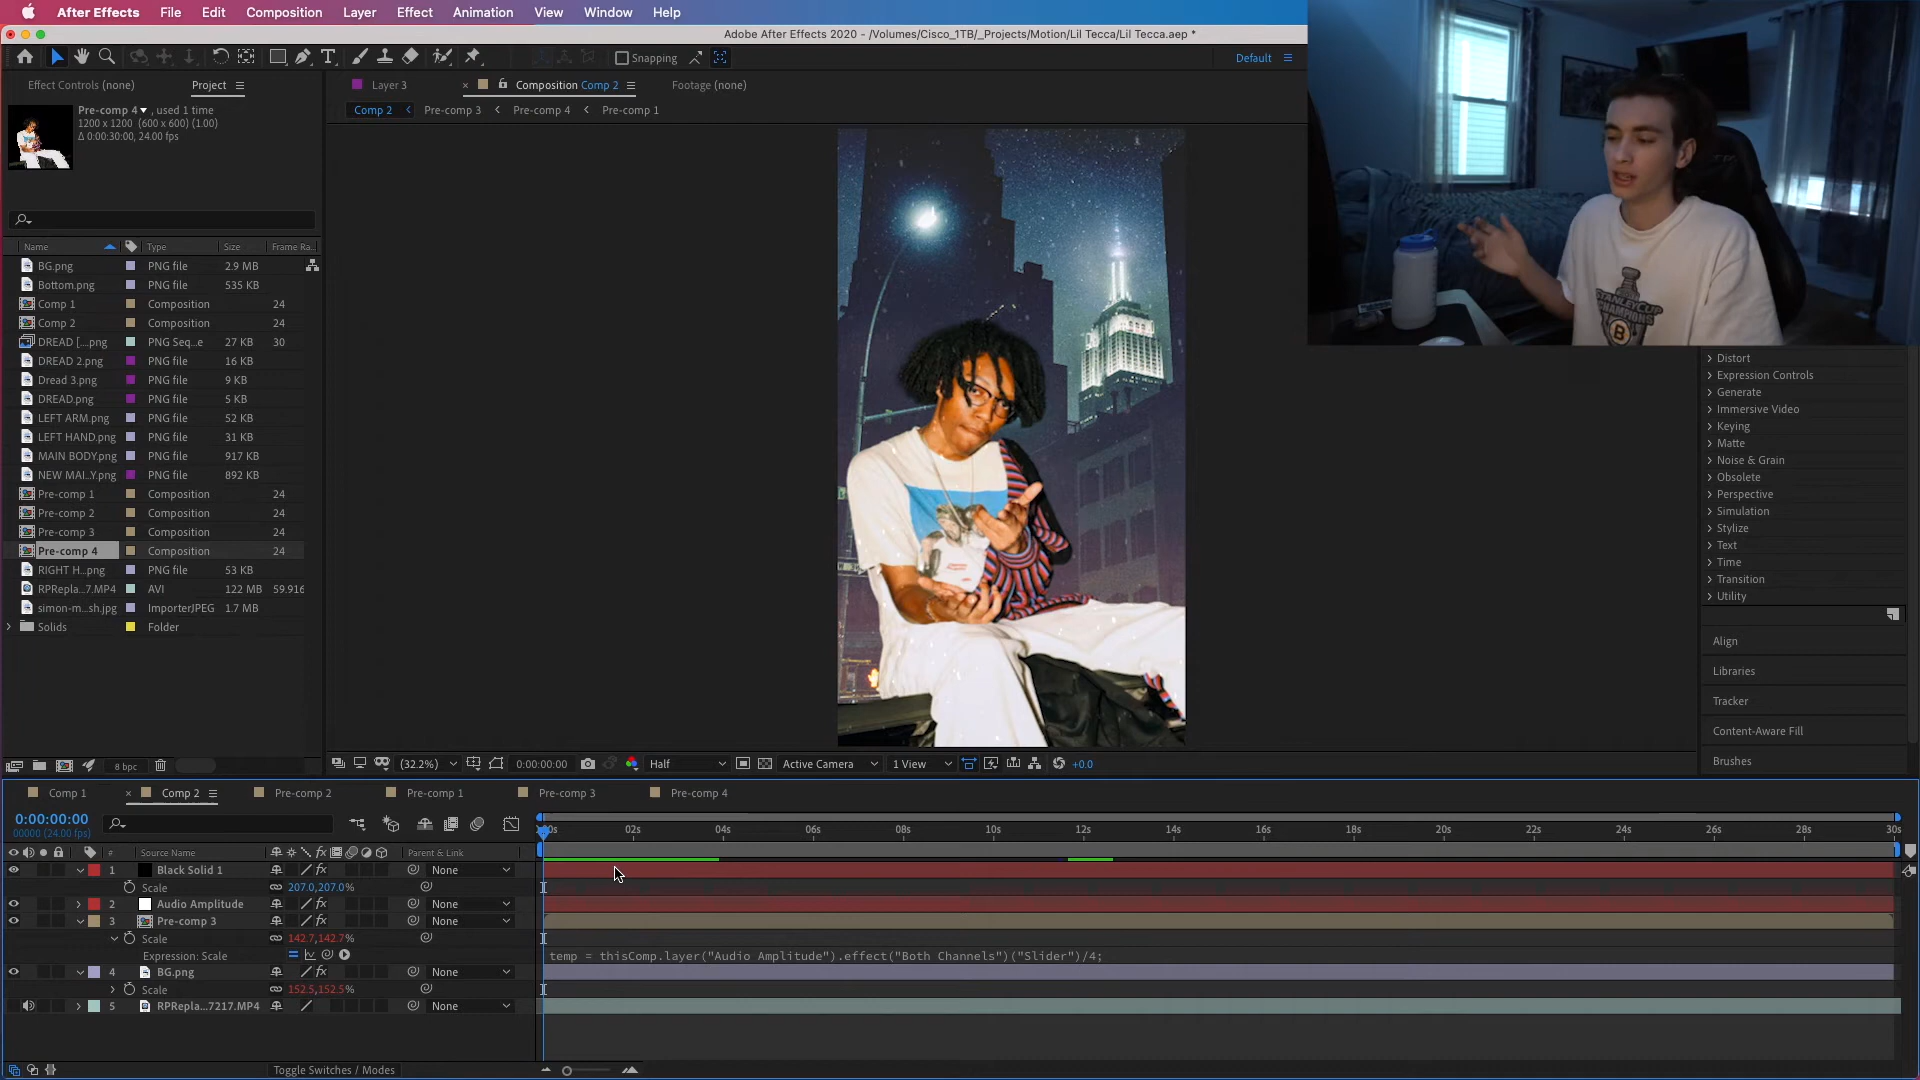 After Effects File Edit Composition Layer Effect Animation View Window Help
Adobe After Effects 2020 - /Volumes/Cisco_1TB/_Projects/Motion/Lil Tecca/Lil Tecca.aep *
Snapping
Default
Effect Controls (none) Project
Layer 3 Composition Comp 2 Footage (none)
Comp 2 Pre-comp 3 Pre-comp 4 Pre-comp 1
Pre-comp 4 , used 1 time
1200 x 1200 (600 x 600) (1.00)
Δ 0:00:30:00, 24.00 fps
Name Type Size Frame Ra..
BG.png PNG file 2.9 MB
Bottom.png PNG file 535 KB
Comp 1 Composition 24
Comp 2 Composition 24
DREAD [...png PNG Seq...e 27 KB 30
DREAD 2.png PNG file 16 KB
Dread 3.png PNG file 9 KB
DREAD.png PNG file 5 KB
LEFT ARM.png PNG file 52 KB
LEFT HAND.png PNG file 31 KB
MAIN BODY.png PNG file 917 KB
NEW MAI...Y.png PNG file 892 KB
Pre-comp 1 Composition 24
Pre-comp 2 Composition 24
Pre-comp 3 Composition 24
Pre-comp 4 Composition 24
RIGHT H...png PNG file 53 KB
RPRepla...7.MP4 AVI 122 MB 59.916
simon-m...sh.jpg ImporterJPEG 1.7 MB
Solids Folder
8 bpc
STANLEY CUP
CHAMPIONS
B
Distort
Expression Controls
Generate
Immersive Video
Keying
Matte
Noise & Grain
Obsolete
Perspective
Simulation
Stylize
Text
Time
Transition
Utility
Align
Libraries
Tracker
Content-Aware Fill
Brushes
(32.2%) 0:00:00:00 Half Active Camera 1 View +0.0
Comp 1 Comp 2 Pre-comp 2 Pre-comp 1 Pre-comp 3 Pre-comp 4
0:00:00:00
00000 (24.00 fps)
00s 02s 04s 06s 08s 10s 12s 14s 16s 18s 20s 22s 24s 26s 28s 30s
# Source Name fx Parent & Link
1 Black Solid 1 fx None
Scale 207.0,207.0%
2 Audio Amplitude fx None
3 Pre-comp 3 fx None
Scale 142.7,142.7%
Expression: Scale temp = thisComp.layer("Audio Amplitude").effect("Both Channels")("Slider")/4;
4 BG.png fx None
Scale 152.5,152.5%
5 RPRepla...7217.MP4 None
Toggle Switches / Modes